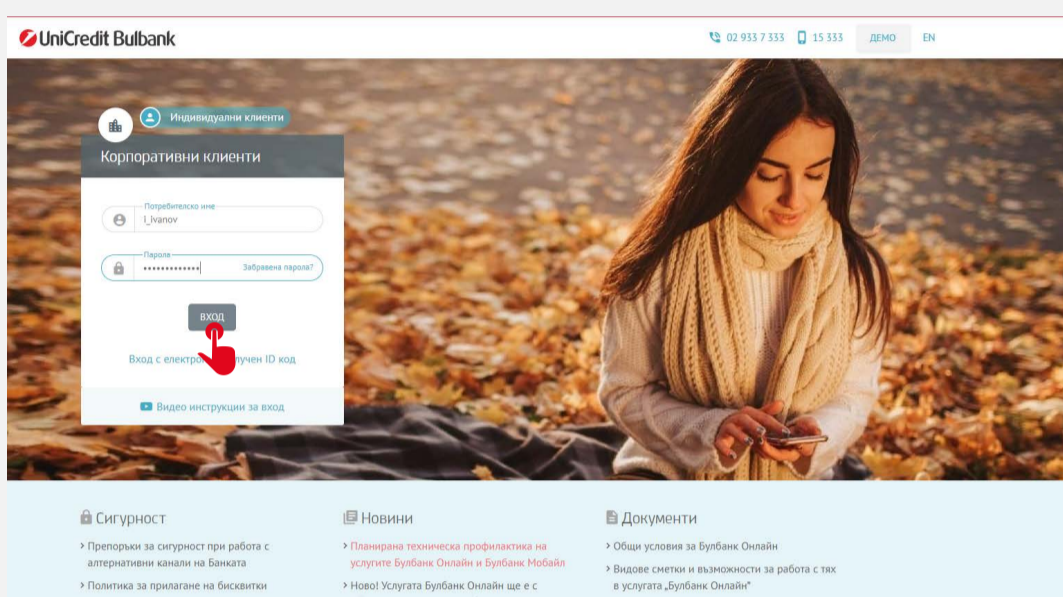 UniCredit Bulbank
02 933 7 333
15 333
ДЕМО
EN
Индивидуални клиенти
Корпоративни клиенти
Потребителско име
i_ivanov
Парола
Забравена парола?
ВХОД
Вход с електро
лучен ID код
Видео инструкции за вход
Сигурност
> Препоръки за сигурност при работа с
алтернативни канали на Банката
> Политика за прилагане на бисквитки
Новини
> Планирана техническа профилактика на
услугите Булбанк Онлайн и Булбанк Мобайл
> Ново! Услугата Булбанк Онлайн ще е с
Документи
> Общи условия за Булбанк Онлайн
> Видове сметки и възможности за работа с тях
в услугата „Булбанк Онлайн"